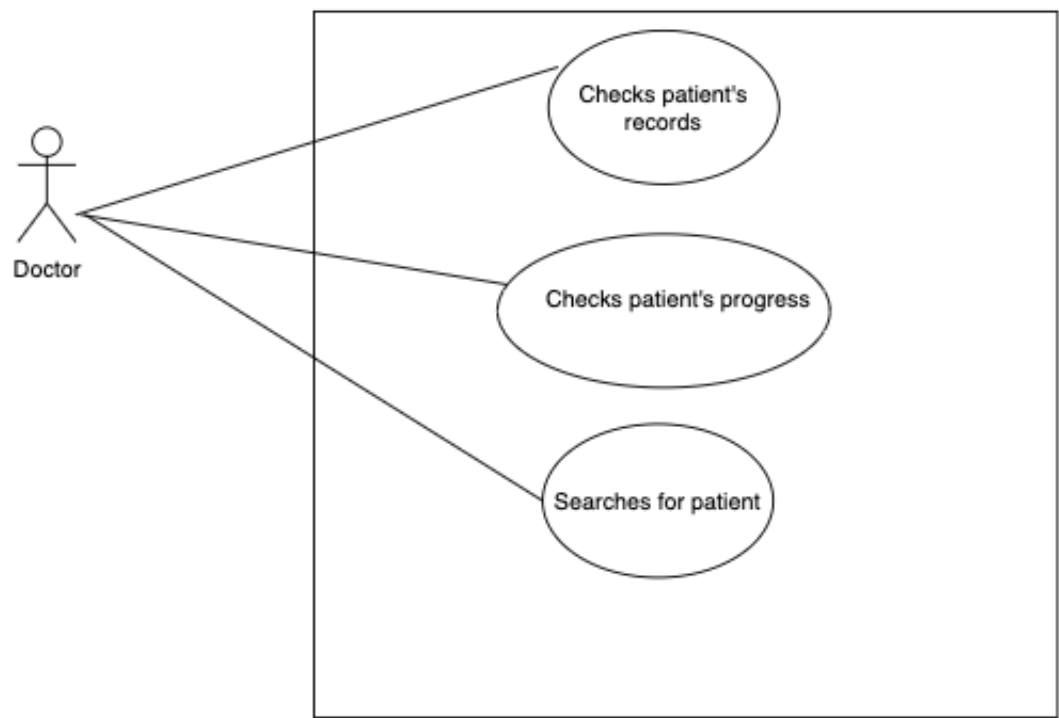 Checks patient's
records
Doctor
Checks patient's progress
Searches for patient